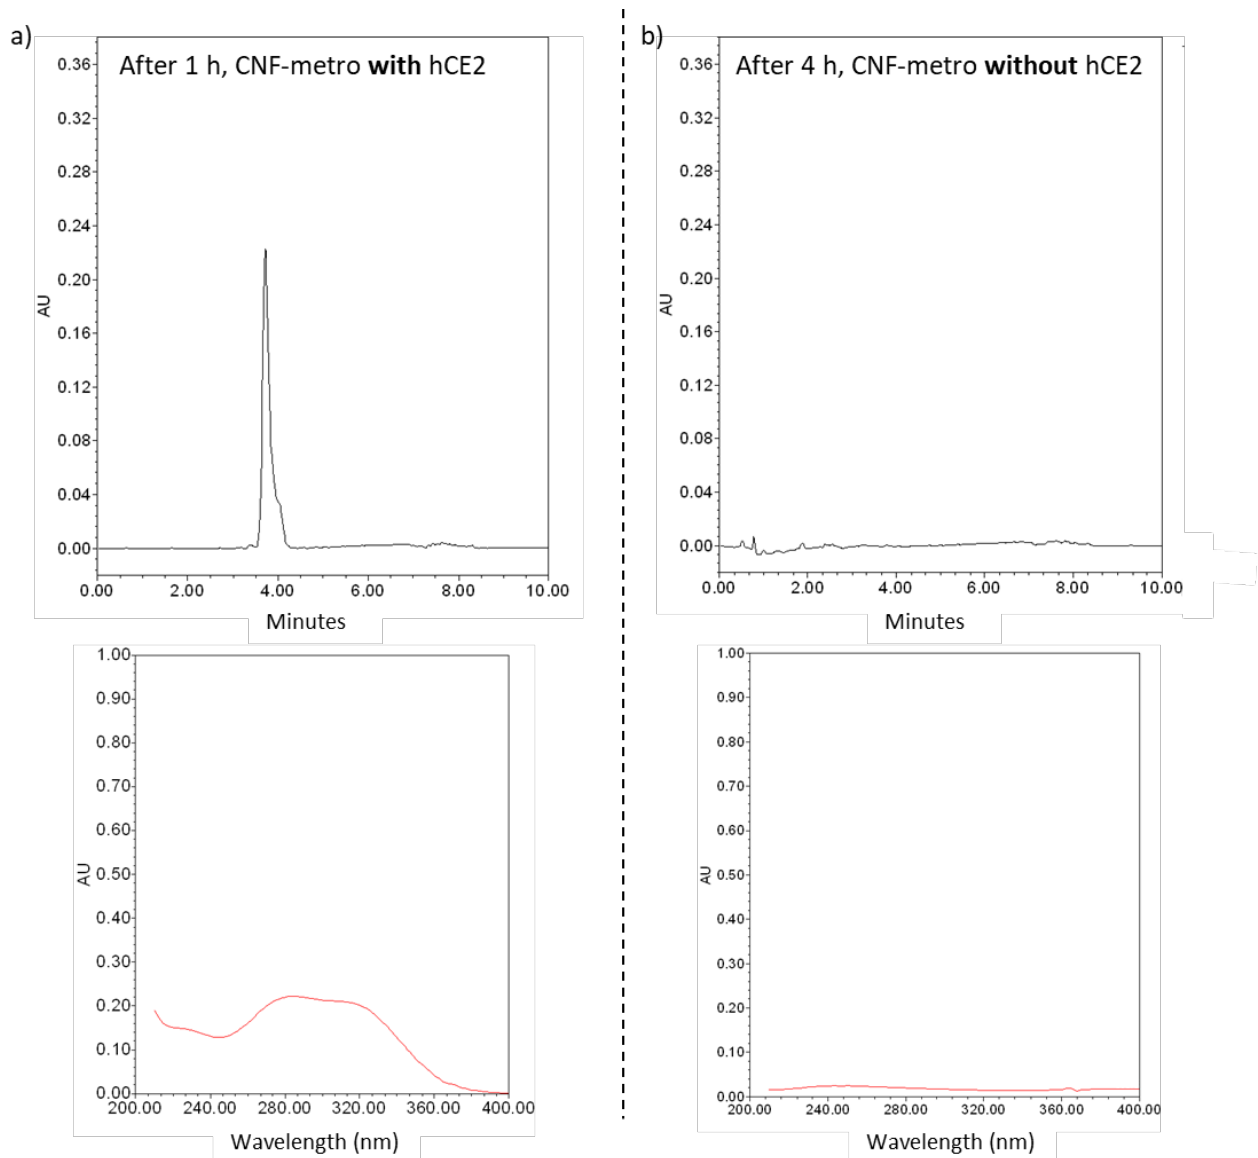 a)
After 1 h, CNF-metro with hCE2
0.36
0.32
0.28
0.24
0.20
0.16
0.12
0.08
0.04
0.00
AU
0.00 2.00 4.00 6.00 8.00 10.00
Minutes
1.00
0.90
0.80
0.70
0.60
0.50
0.40
0.30
0.20
0.10
0.00
AU
200.00 240.00 280.00 320.00 360.00 400.00
Wavelength (nm)
b)
After 4 h, CNF-metro without hCE2
0.36
0.32
0.28
0.24
0.20
0.16
0.12
0.08
0.04
0.00
AU
0.00 2.00 4.00 6.00 8.00 10.00
Minutes
1.00
0.90
0.80
0.70
0.60
0.50
0.40
0.30
0.20
0.10
0.00
AU
200.00 240.00 280.00 320.00 360.00 400.00
Wavelength (nm)